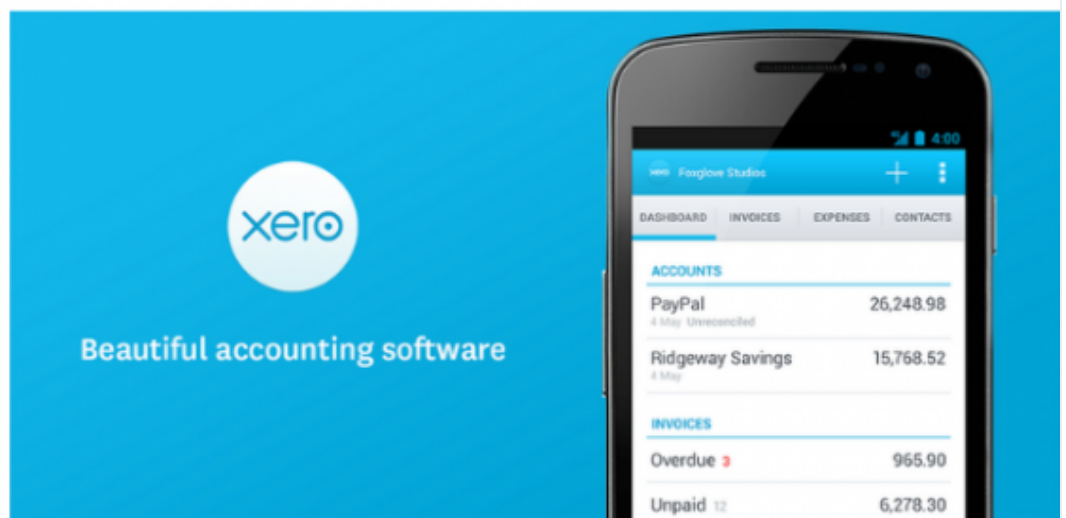 xero
Beautiful accounting software
4:00
xero Foxglove Studios
DASHBOARD INVOICES EXPENSES CONTACTS
ACCOUNTS
PayPal 26,248.98
4 May Unreconciled
Ridgeway Savings 15,768.52
4 May
INVOICES
Overdue 3 965.90
Unpaid 12 6,278.30